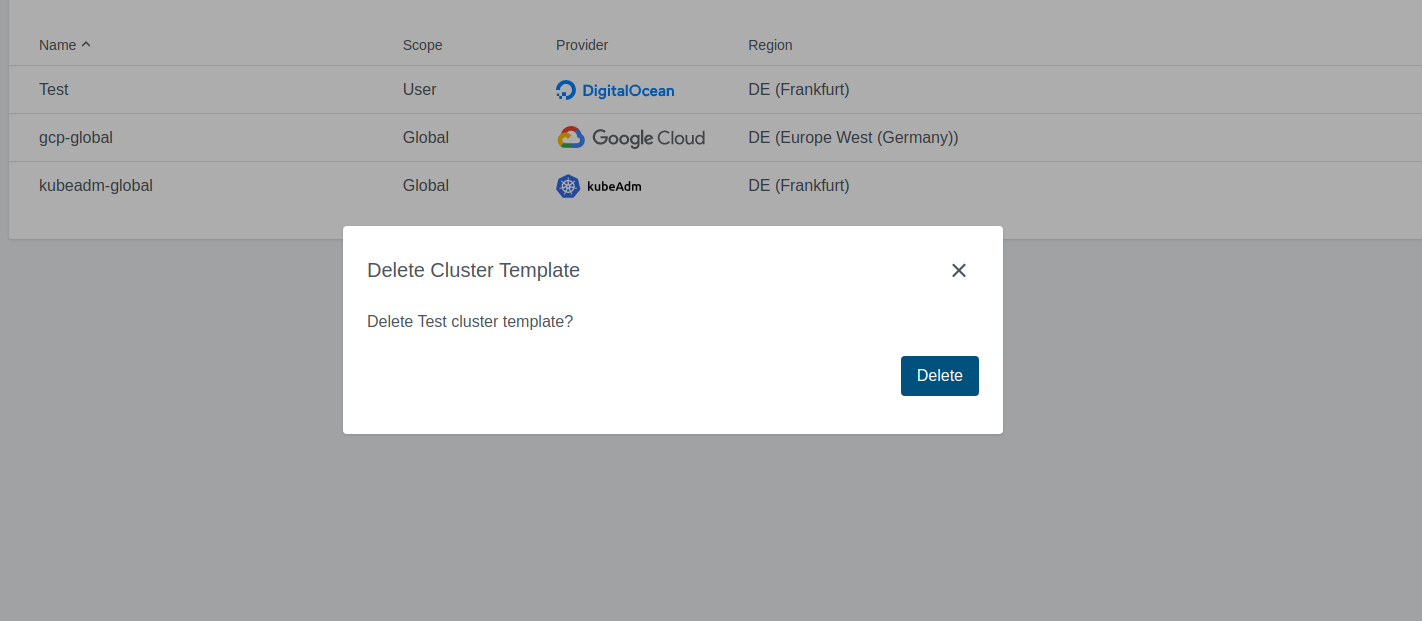 Name Scope Provider Region
Test User DigitalOcean DE (Frankfurt)
gcp-global Global Google Cloud DE (Europe West (Germany))
kubeadm-global Global kubeAdm DE (Frankfurt)
Delete Cluster Template
Delete Test cluster template?
Delete